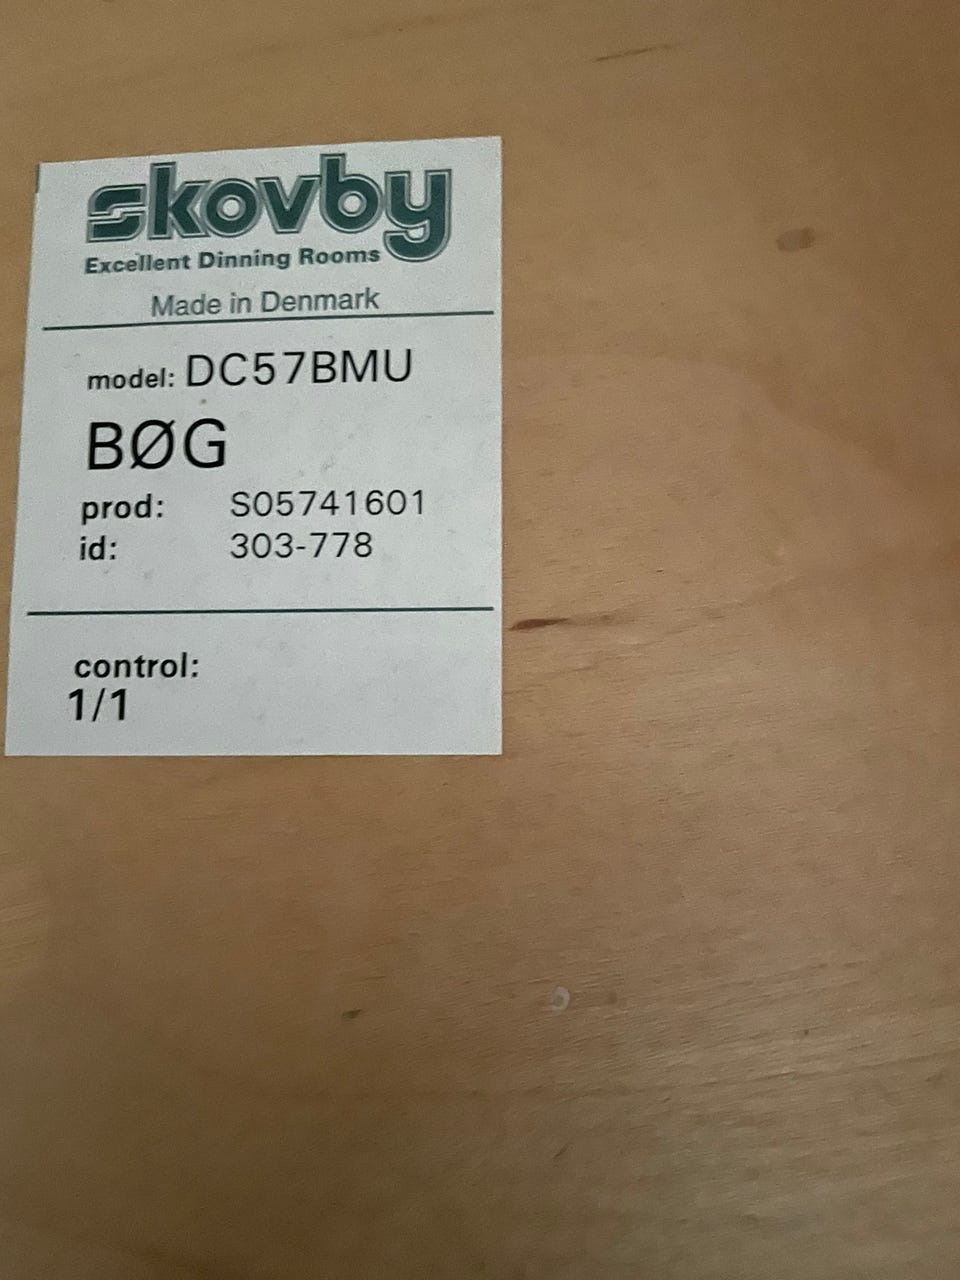 skovby
Excellent Dinning Rooms
Made in Denmark
model: DC57BMU
BØG
prod: S05741601
id: 303-778
control:
1/1